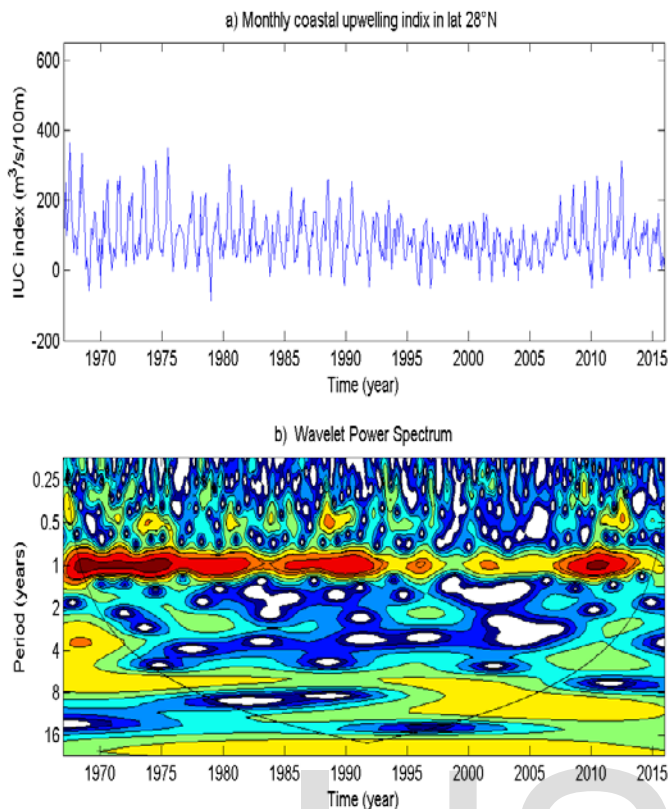 a) Monthly coastal upwelling indix in lat 28°N
IUC index (m³/s/100m)
600
400
200
0
-200
1970 1975 1980 1985 1990 1995 2000 2005 2010 2015
Time (year)
b) Wavelet Power Spectrum
Period (years)
0.25
0.5
1
2
4
8
16
1970 1975 1980 1985 1990 1995 2000 2005 2010 2015
Time (year)